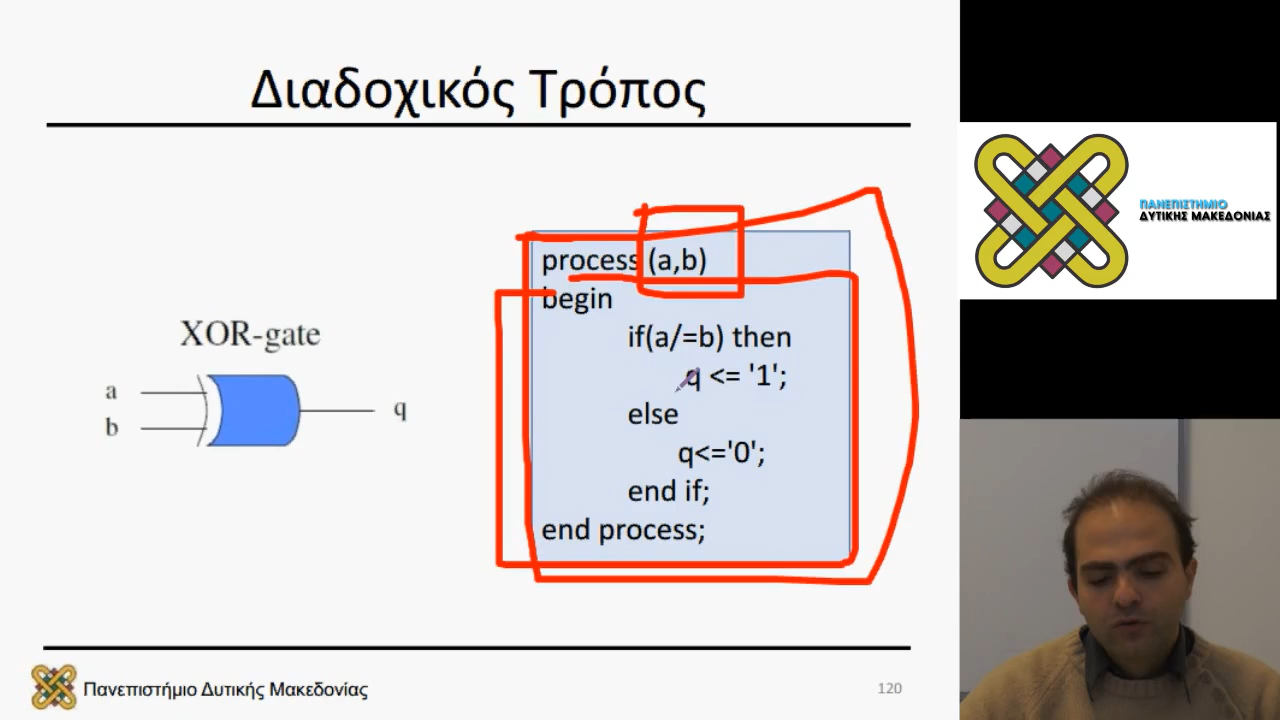 Διαδοχικός Τρόπος
XOR-gate
a
b
q
process (a,b)
begin
if(a/=b) then
q <= '1';
else
q<='0';
end if;
end process;
Πανεπιστήμιο Δυτικής Μακεδονίας
120
ΠΑΝΕΠΙΣΤΗΜΙΟ
ΔΥΤΙΚΗΣ ΜΑΚΕΔΟΝΙΑΣ